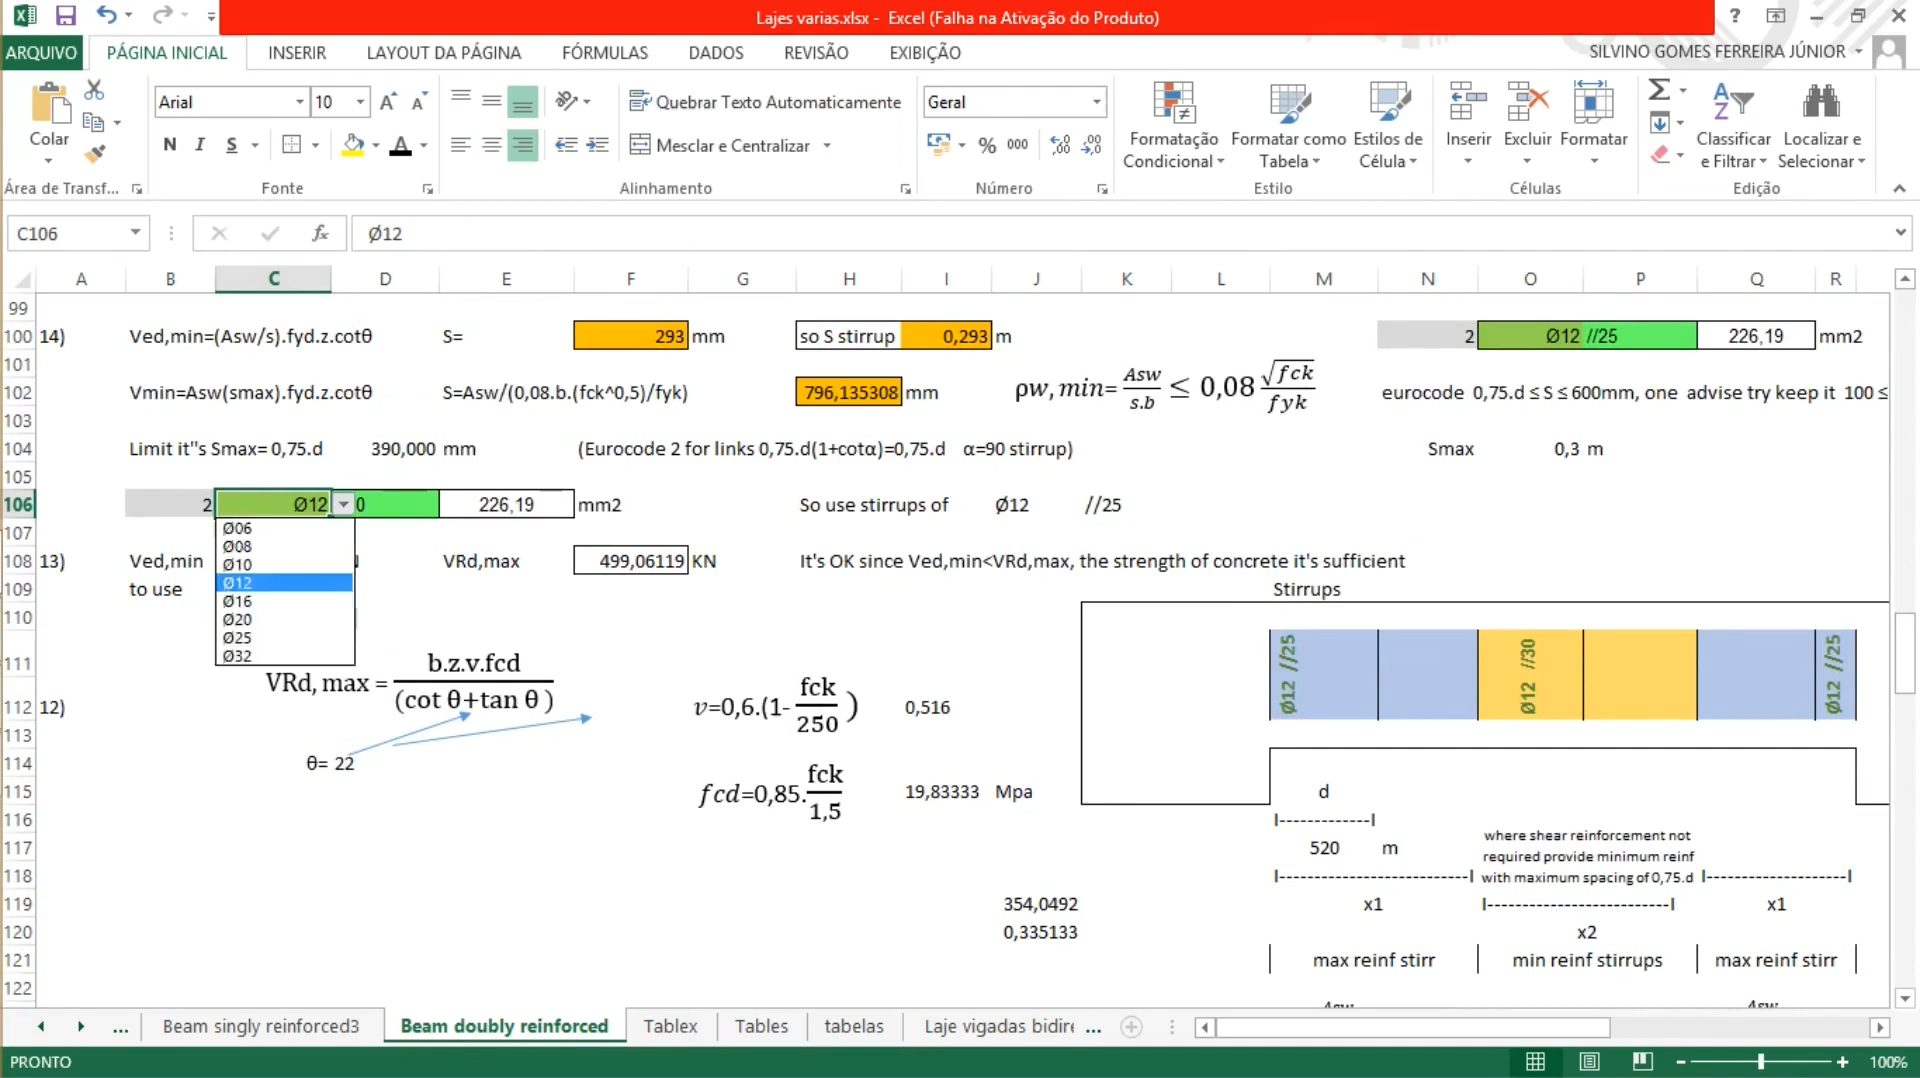 Lajes varias.xlsx - Excel (Falha na Ativação do Produto)
ARQUIVO PÁGINA INICIAL INSERIR LAYOUT DA PÁGINA FÓRMULAS DADOS REVISÃO EXIBIÇÃO SILVINO GOMES FERREIRA JÚNIOR
Colar
Área de Transf...
Arial 10
N I S
Fonte
Quebrar Texto Automaticamente
Mesclar e Centralizar
Alinhamento
Geral
% 000
Número
Formatação Condicional
Formatar como Tabela
Estilos de Célula
Estilo
Inserir Excluir Formatar
Células
Classificar e Filtrar
Localizar e Selecionar
Edição
C106 fx Ø12
A B C D E F G H I J K L M N O P Q R
99
100 14) Ved,min=(Asw/s).fyd.z.cotθ S= 293 mm so S stirrup 0,293 m 2 Ø12 //25 226,19 mm2
101
102 Vmin=Asw(smax).fyd.z.cotθ S=Asw/(0,08.b.(fck^0,5)/fyk) 796,135308 mm ρw, min= Asw/s.b ≤ 0,08 √fck/fyk eurocode 0,75.d ≤ S ≤ 600mm, one advise try keep it 100 ≤
103
104 Limit it"s Smax= 0,75.d 390,000 mm (Eurocode 2 for links 0,75.d(1+cotα)=0,75.d α=90 stirrup) Smax 0,3 m
105
106 2 Ø12 0 226,19 mm2 So use stirrups of Ø12 //25
Ø06
Ø08
Ø10
Ø12
Ø16
Ø20
Ø25
Ø32
107
108 13) Ved,min VRd,max 499,06119 KN It's OK since Ved,min<VRd,max, the strength of concrete it's sufficient
109 to use Stirrups
110
111 Ø12 //25 Ø12 //30 Ø12 //25
VRd, max = b.z.v.fcd/(cot θ+tan θ )
112 12) v=0,6.(1- fck/250 ) 0,516
113
114 θ= 22
115 fcd=0,85. fck/1,5 19,83333 Mpa d
116 I-------------I
117 520 m where shear reinforcement not
required provide minimum reinf
118 I--------------------------I with maximum spacing of 0,75.d I--------------------I
119 354,0492 x1 I-------------------------I x1
120 0,335133 x2
121 max reinf stirr min reinf stirrups max reinf stirr
122
... Beam singly reinforced3 Beam doubly reinforced Tablex Tables tabelas Laje vigadas bidire ...
PRONTO 100%